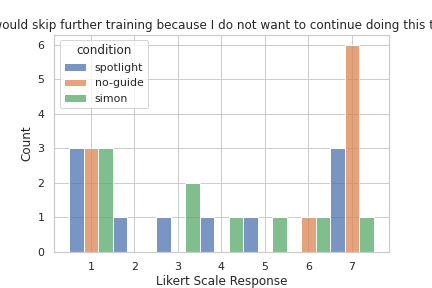 would skip further training because I do not want to continue doing this
condition
spotlight
no-guide
simon
6
5
4
3
2
1
0
Count
1 2 3 4 5 6 7
Likert Scale Response